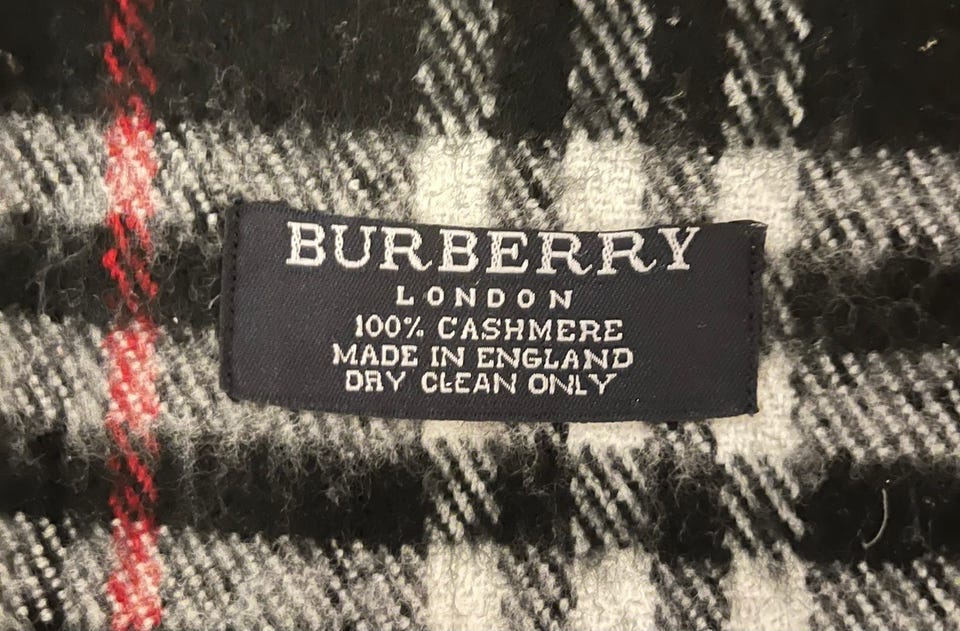 BURBERRY
LONDON
100% CASHMERE
MADE IN ENGLAND
DRY CLEAN ONLY